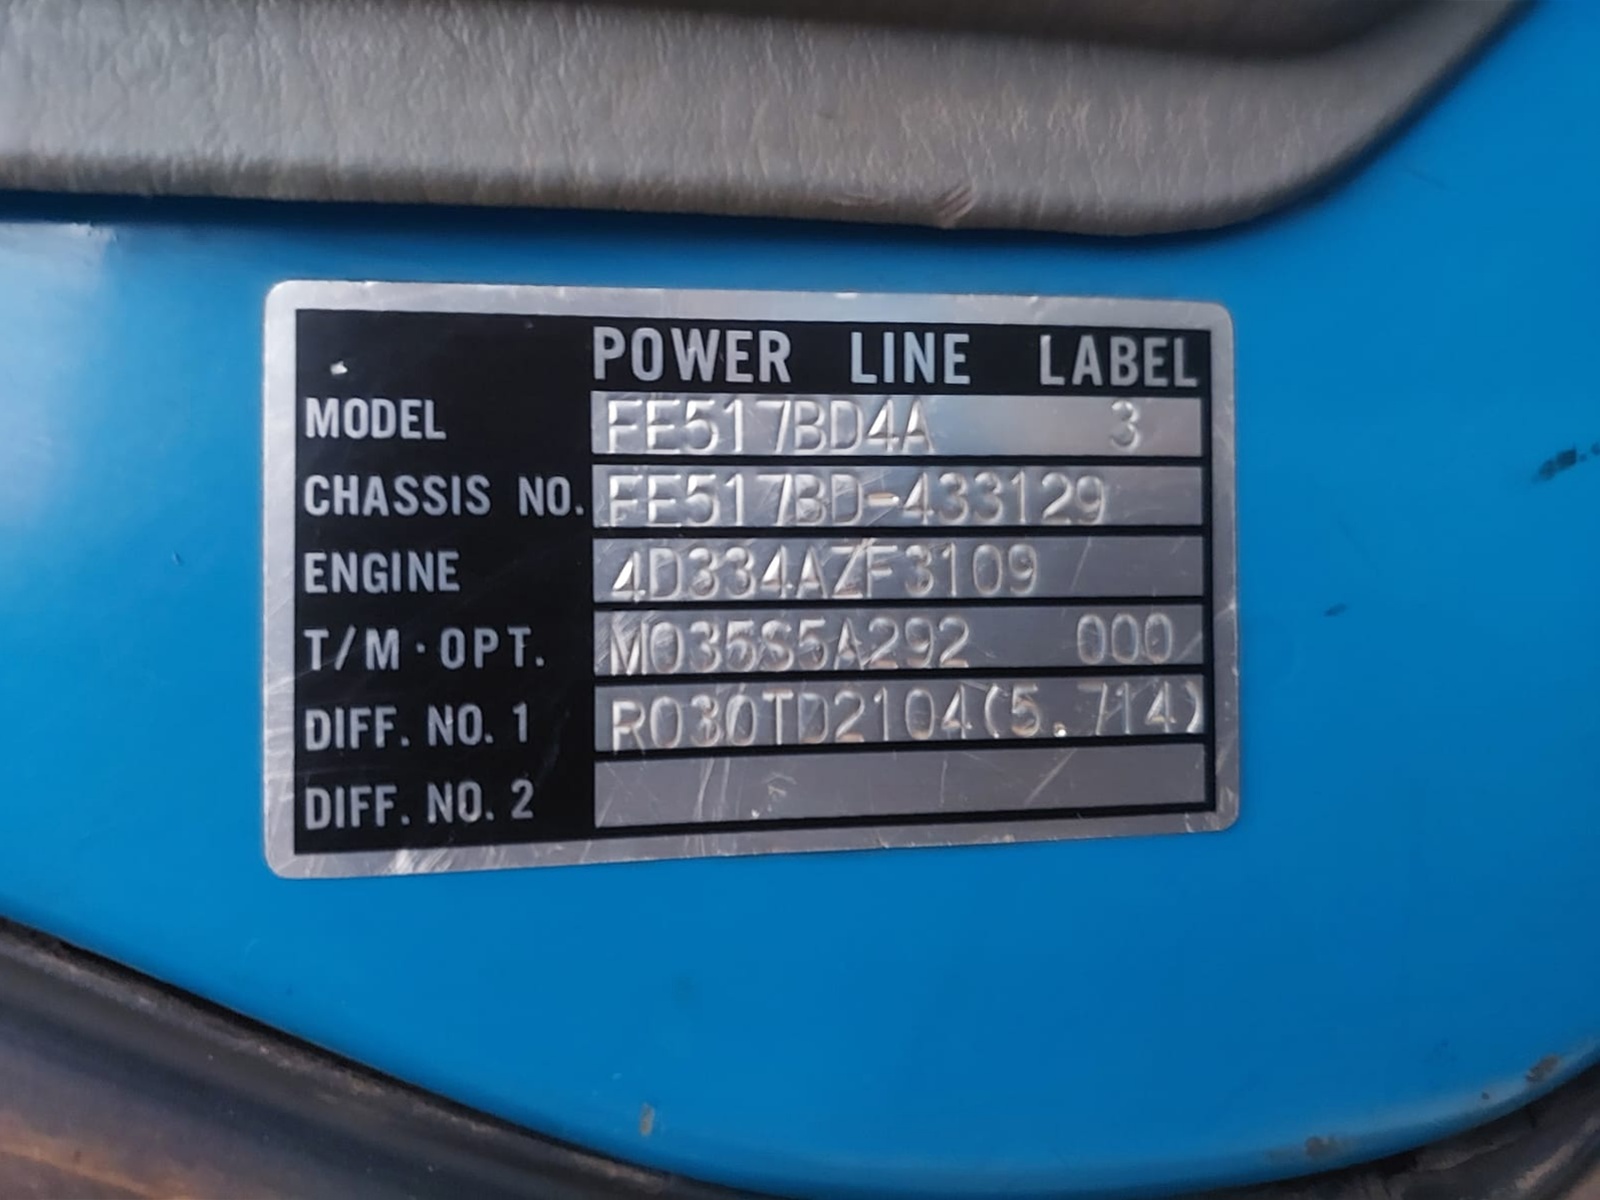 POWER LINE LABEL
MODEL FE517BD4A 3
CHASSIS NO. FE517BD-433129
ENGINE 4D334AZF3109
T/M·OPT. M035S5A292 000
DIFF. NO. 1 R030TD2104(5.714)
DIFF. NO. 2